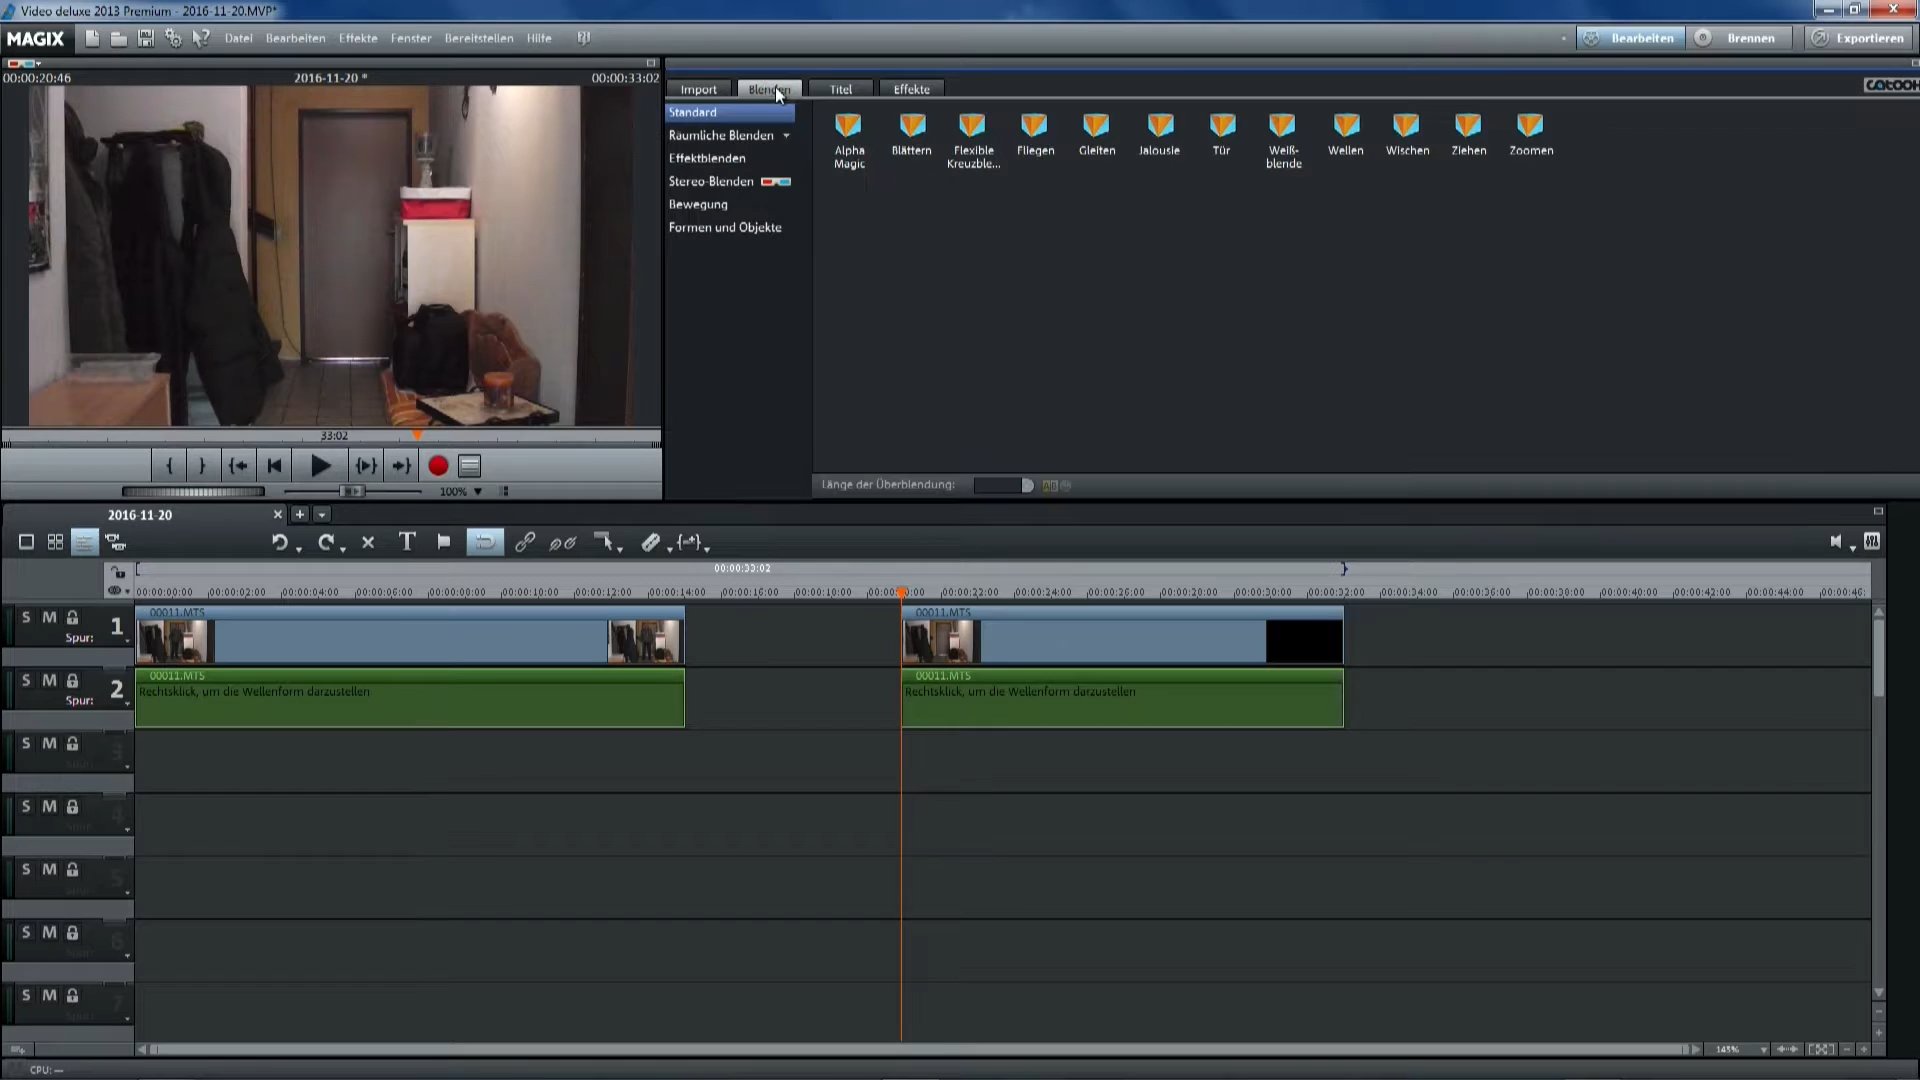 Video deluxe 2013 Premium - 2016-11-20.MVP*
MAGIX Datei Bearbeiten Effekte Fenster Bereitstellen Hilfe Bearbeiten Brennen Exportieren
00:00:20:46 2016-11-20 * 00:00:33:02
Import Blenden Titel Effekte
Standard
Räumliche Blenden
Effektblenden
Stereo-Blenden
Bewegung
Formen und Objekte
Alpha Magic
Blättern
Flexible Kreuzble...
Fliegen
Gleiten
Jalousie
Tür
Weiß-
blende
Wellen
Wischen
Ziehen
Zoomen
33:02
100%
Länge der Überblendung:
2016-11-20
00:00:33:02
00:00:00:00 00:00:02:00 00:00:04:00 00:00:06:00 00:00:08:00 00:00:10:00 00:00:12:00 00:00:14:00 00:00:16:00 00:00:22:00 00:00:24:00 00:00:26:00 00:00:28:00 00:00:30:00 00:00:32:00 00:00:34:00 00:00:36:00 00:00:38:00 00:00:40:00 00:00:42:00 00:00:44:00 00:00:46:
S M Spur: 1
00011.MTS 00011.MTS
S M Spur: 2
00011.MTS 00011.MTS
Rechtsklick, um die Wellenform darzustellen Rechtsklick, um die Wellenform darzustellen
S M 3
S M 4
S M 5
S M 6
S M 7
145%
CPU: —